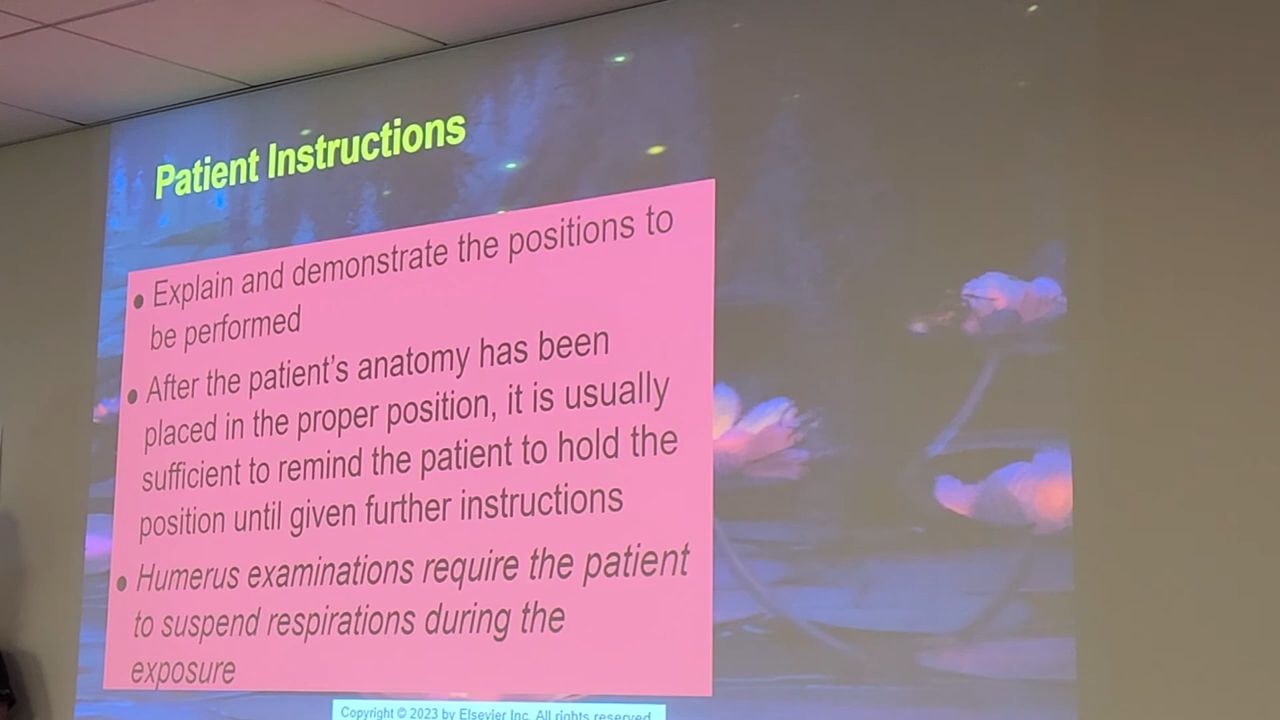 Patient Instructions
• Explain and demonstrate the positions to
be performed
• After the patient's anatomy has been
placed in the proper position, it is usually
sufficient to remind the patient to hold the
position until given further instructions
• Humerus examinations require the patient
to suspend respirations during the
exposure
Copyright © 2023 by Elsevier Inc. All rights reserved.